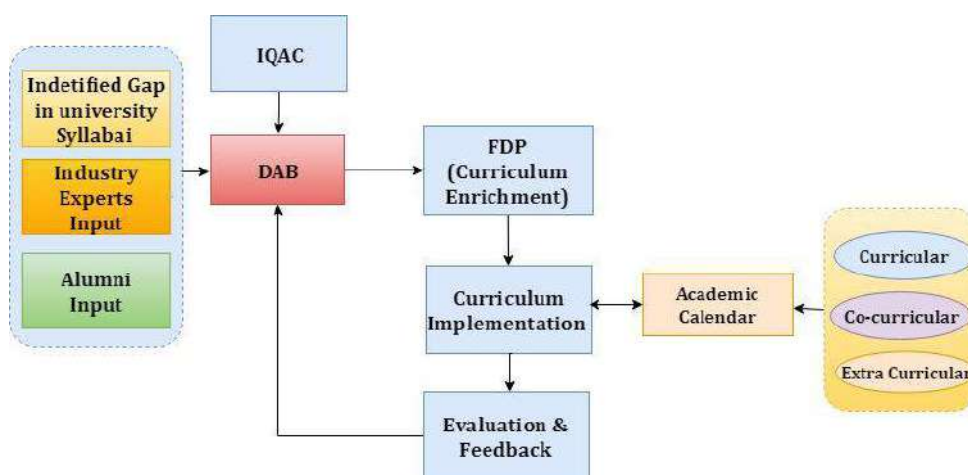 Indetified Gap
in university
Syllabai
Industry
Experts
Input
Alumni
Input
IQAC
DAB
FDP
(Curriculum
Enrichment)
Curriculum
Implementation
Evaluation &
Feedback
Academic
Calendar
Curricular
Co-curricular
Extra Curricular